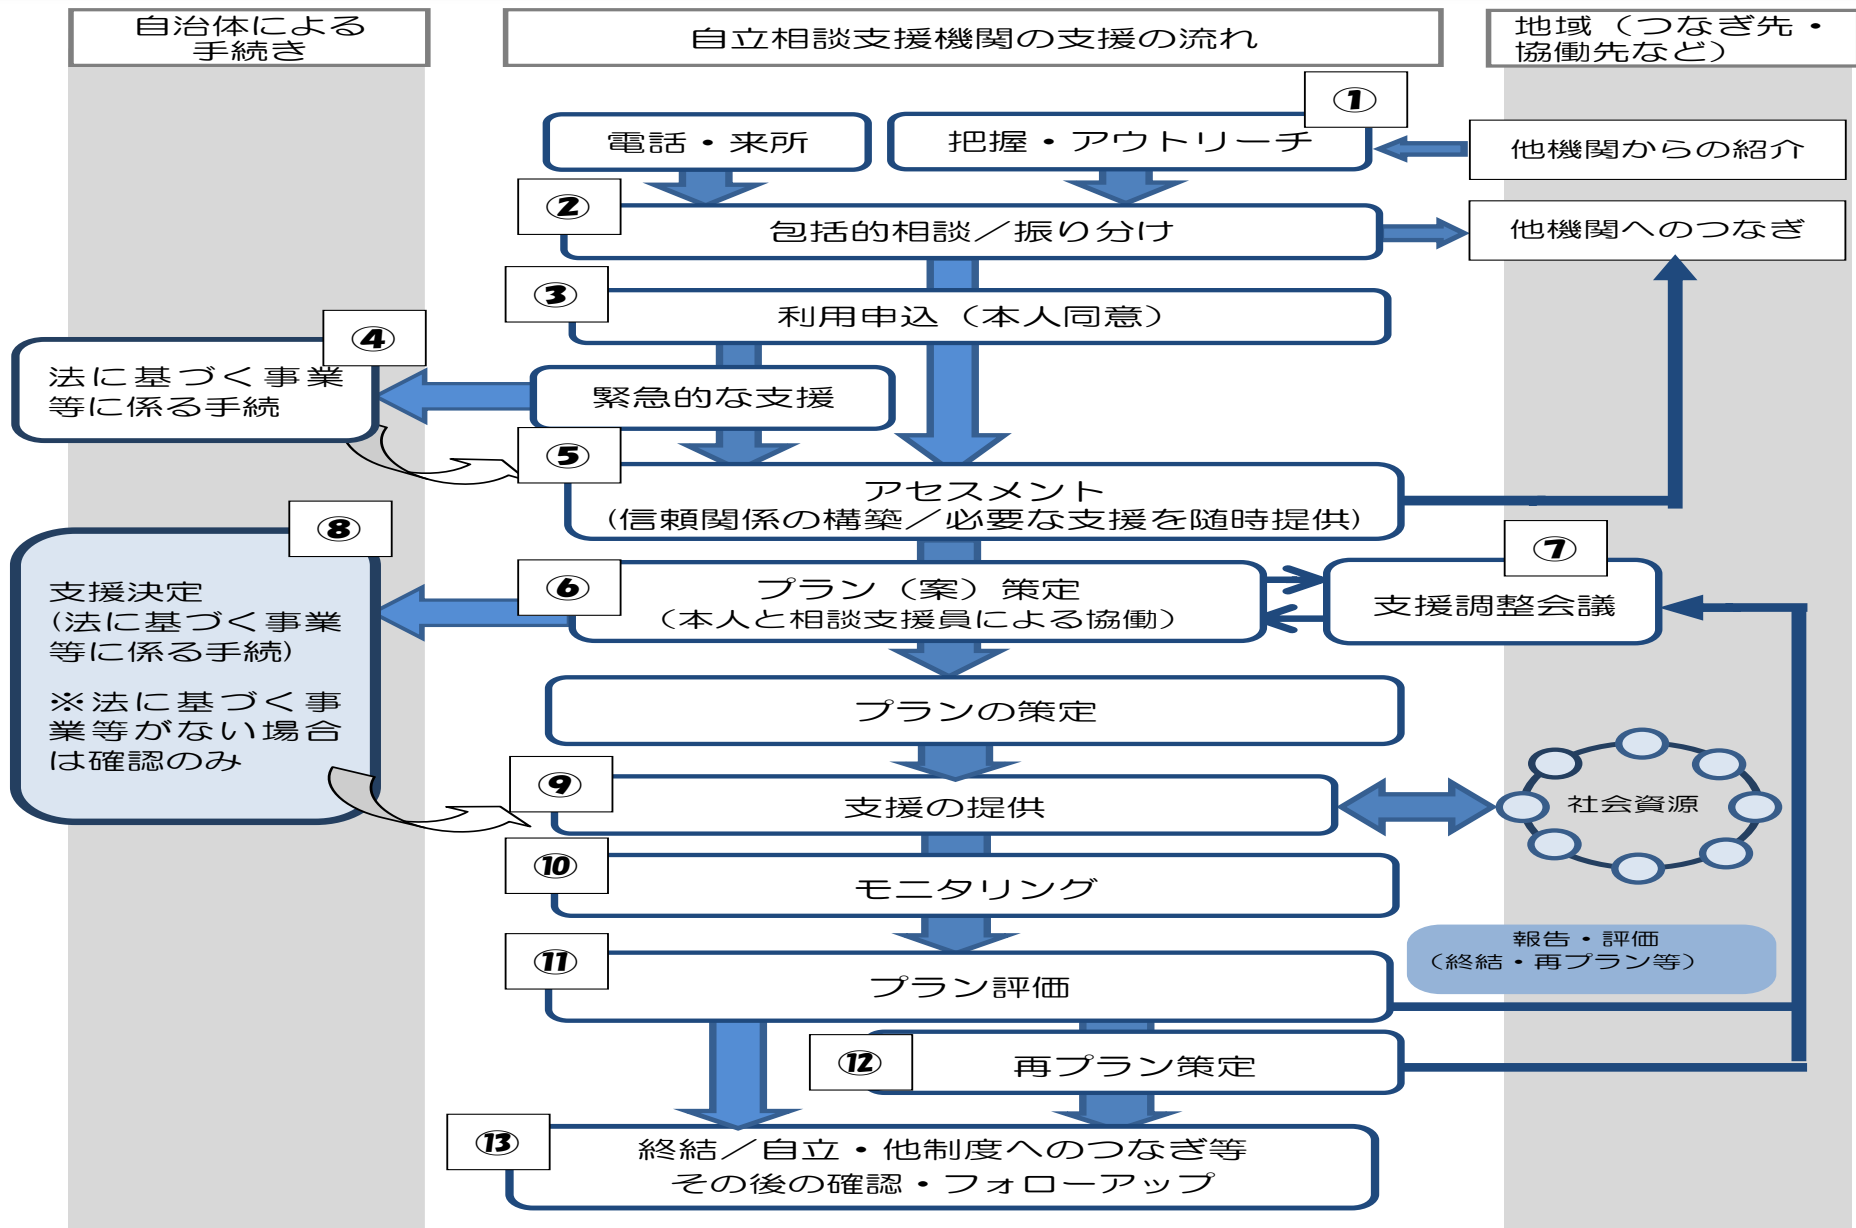 自治体による
手続き
自立相談支援機関の支援の流れ
地域（つなぎ先・
協働先など）
①
電話・来所
把握・アウトリーチ
他機関からの紹介
②
包括的相談／振り分け
他機関へのつなぎ
③
利用申込（本人同意）
④
法に基づく事業
等に係る手続
緊急的な支援
⑤
アセスメント
(信頼関係の構築／必要な支援を随時提供)
⑥
プラン（案）策定
（本人と相談支援員による協働）
⑦
支援調整会議
⑧
支援決定
(法に基づく事業
等に係る手続)
※法に基づく事
業等がない場合
は確認のみ
プランの策定
⑨
支援の提供
社会資源
⑩
モニタリング
報告・評価
（終結・再プラン等）
⑪
プラン評価
⑫
再プラン策定
⑬
終結／自立・他制度へのつなぎ等
その後の確認・フォローアップ